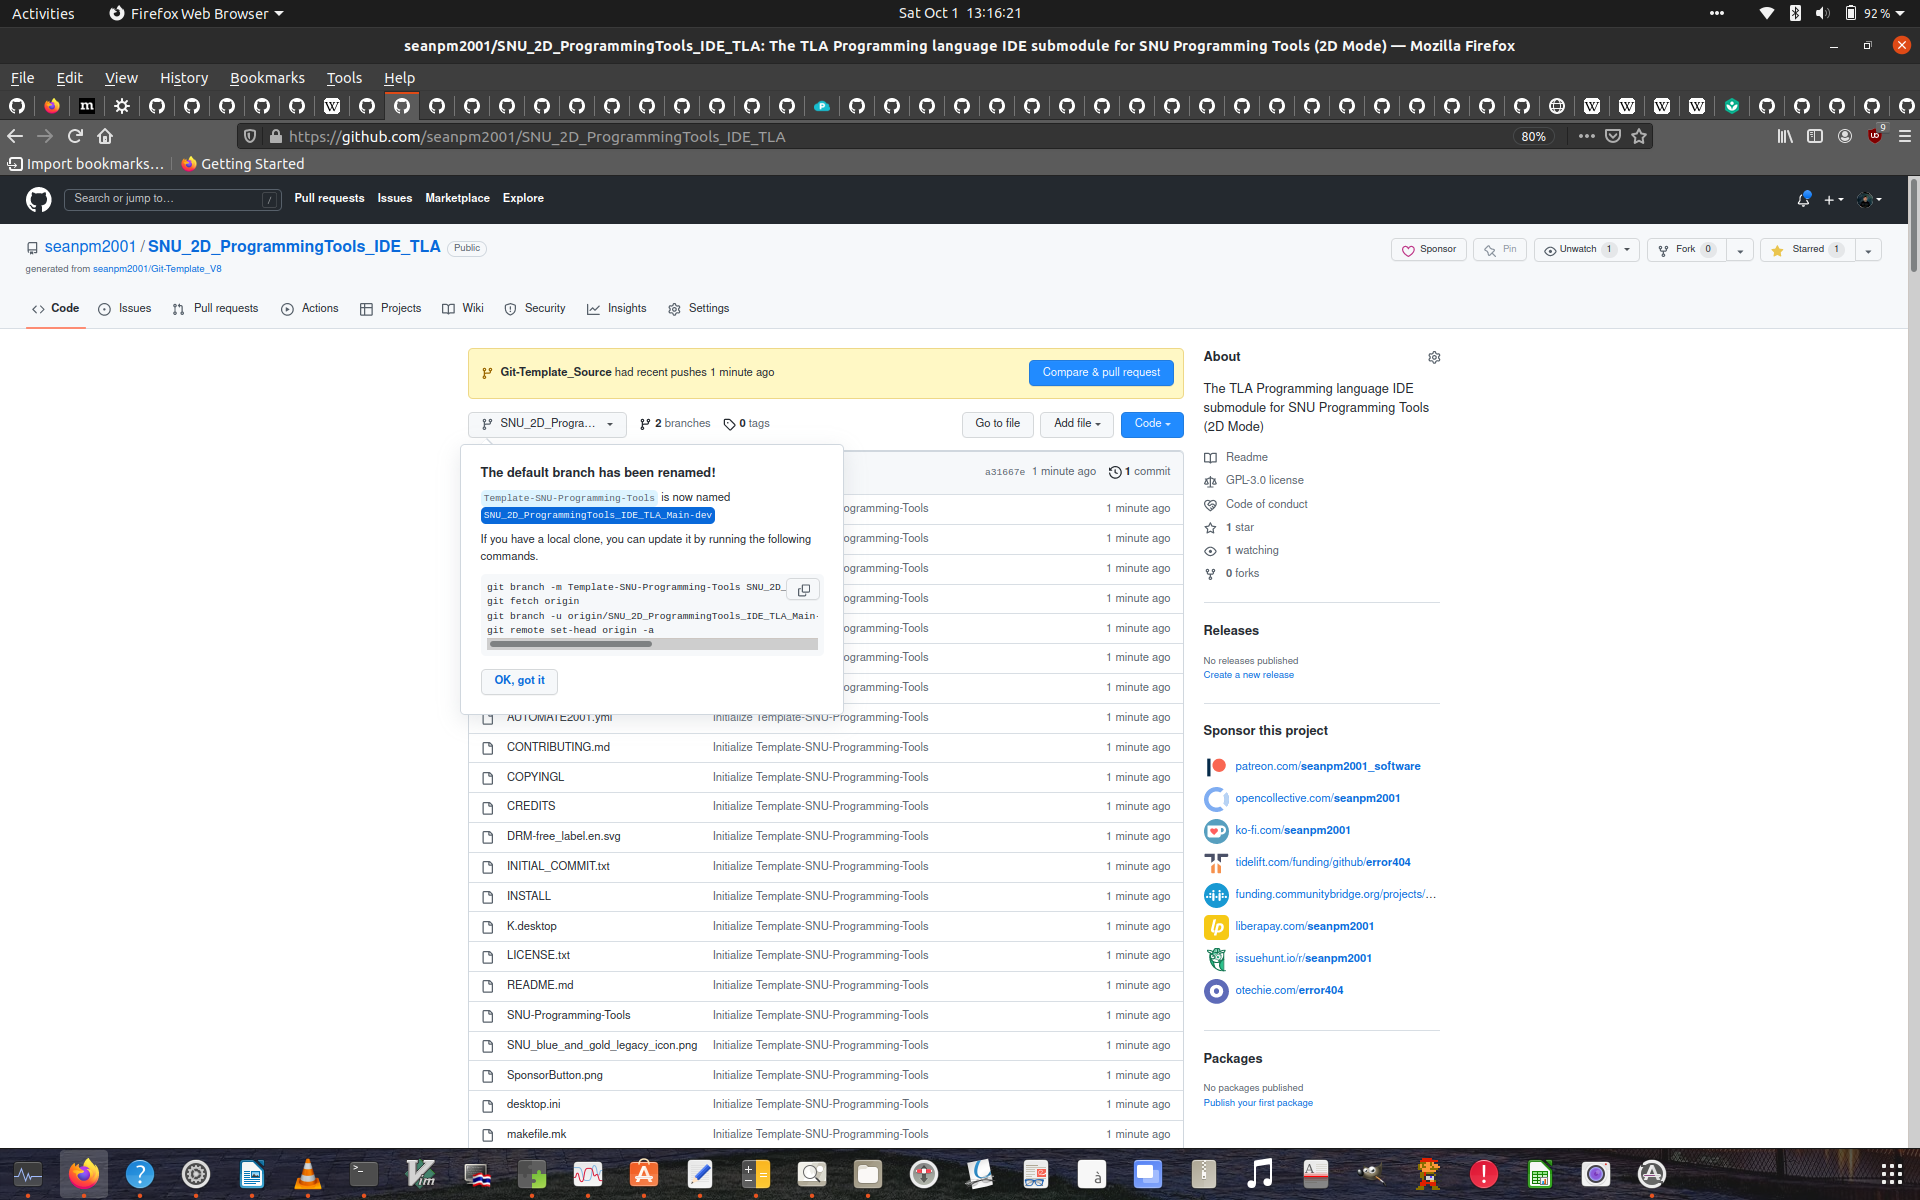 Activities
Firefox Web Browser
Sat Oct 1 13:16:21
92 %
seanpm2001/SNU_2D_ProgrammingTools_IDE_TLA: The TLA Programming language IDE submodule for SNU Programming Tools (2D Mode) — Mozilla Firefox
File Edit View History Bookmarks Tools Help
https://github.com/seanpm2001/SNU_2D_ProgrammingTools_IDE_TLA
80%
9
Import bookmarks…
Getting Started
Search or jump to…
/
Pull requests Issues Marketplace Explore
seanpm2001 / SNU_2D_ProgrammingTools_IDE_TLA
Public
generated from seanpm2001/Git-Template_V8
Sponsor
Pin
Unwatch 1
Fork 0
Starred 1
Code
Issues
Pull requests
Actions
Projects
Wiki
Security
Insights
Settings
Git-Template_Source had recent pushes 1 minute ago
Compare & pull request
SNU_2D_Progra…
2 branches
0 tags
Go to file
Add file
Code
The default branch has been renamed!
Template-SNU-Programming-Tools is now named
SNU_2D_ProgrammingTools_IDE_TLA_Main-dev
If you have a local clone, you can update it by running the following
commands.
git branch -m Template-SNU-Programming-Tools SNU_2D_
git fetch origin
git branch -u origin/SNU_2D_ProgrammingTools_IDE_TLA_Main-
git remote set-head origin -a
OK, got it
a31667e 1 minute ago 1 commit
ogramming-Tools 1 minute ago
ogramming-Tools 1 minute ago
ogramming-Tools 1 minute ago
ogramming-Tools 1 minute ago
ogramming-Tools 1 minute ago
ogramming-Tools 1 minute ago
ogramming-Tools 1 minute ago
AUTOMATE2001.yml Initialize Template-SNU-Programming-Tools 1 minute ago
CONTRIBUTING.md Initialize Template-SNU-Programming-Tools 1 minute ago
COPYINGL Initialize Template-SNU-Programming-Tools 1 minute ago
CREDITS Initialize Template-SNU-Programming-Tools 1 minute ago
DRM-free_label.en.svg Initialize Template-SNU-Programming-Tools 1 minute ago
INITIAL_COMMIT.txt Initialize Template-SNU-Programming-Tools 1 minute ago
INSTALL Initialize Template-SNU-Programming-Tools 1 minute ago
K.desktop Initialize Template-SNU-Programming-Tools 1 minute ago
LICENSE.txt Initialize Template-SNU-Programming-Tools 1 minute ago
README.md Initialize Template-SNU-Programming-Tools 1 minute ago
SNU-Programming-Tools Initialize Template-SNU-Programming-Tools 1 minute ago
SNU_blue_and_gold_legacy_icon.png Initialize Template-SNU-Programming-Tools 1 minute ago
SponsorButton.png Initialize Template-SNU-Programming-Tools 1 minute ago
desktop.ini Initialize Template-SNU-Programming-Tools 1 minute ago
makefile.mk Initialize Template-SNU-Programming-Tools 1 minute ago
About
The TLA Programming language IDE
submodule for SNU Programming Tools
(2D Mode)
Readme
GPL-3.0 license
Code of conduct
1 star
1 watching
0 forks
Releases
No releases published
Create a new release
Sponsor this project
patreon.com/seanpm2001_software
opencollective.com/seanpm2001
ko-fi.com/seanpm2001
tidelift.com/funding/github/error404
funding.communitybridge.org/projects/…
liberapay.com/seanpm2001
issuehunt.io/r/seanpm2001
otechie.com/error404
Packages
No packages published
Publish your first package